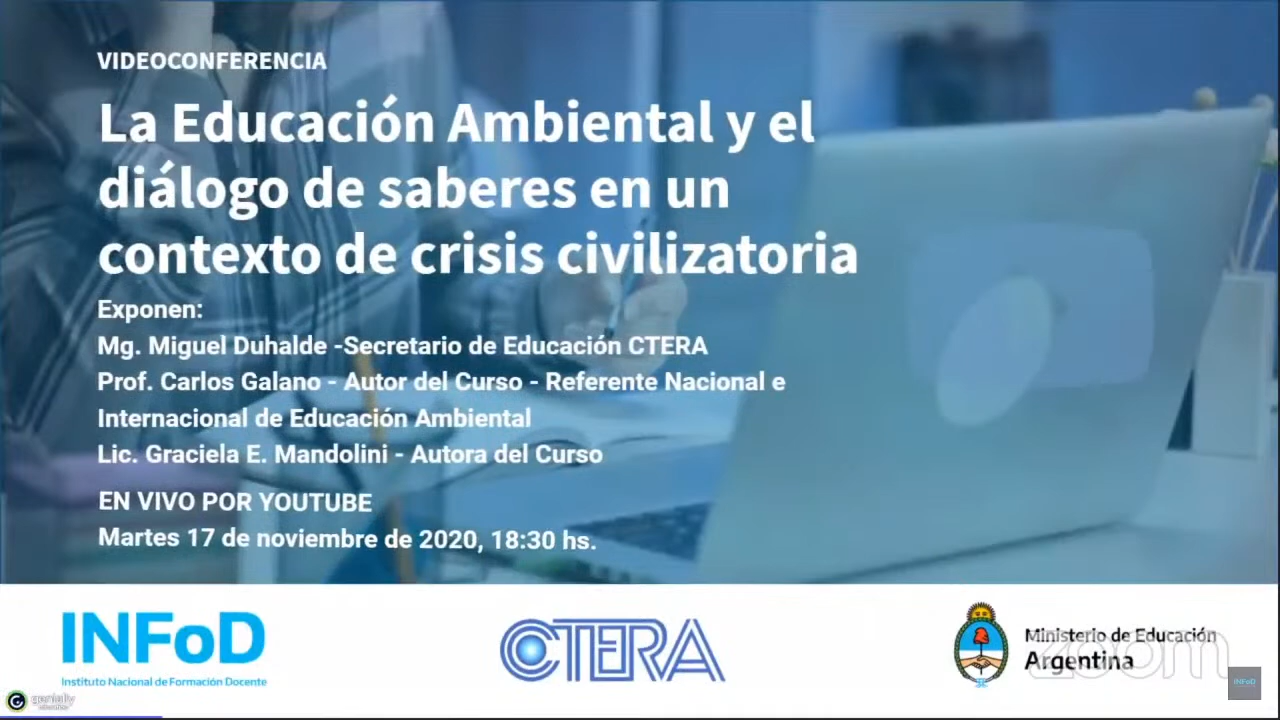 VIDEOCONFERENCIA
La Educación Ambiental y el
diálogo de saberes en un
contexto de crisis civilizatoria
Exponen:
Mg. Miguel Duhalde -Secretario de Educación CTERA
Prof. Carlos Galano - Autor del Curso - Referente Nacional e
Internacional de Educación Ambiental
Lic. Graciela E. Mandolini - Autora del Curso
EN VIVO POR YOUTUBE
Martes 17 de noviembre de 2020, 18:30 hs.
INFoD
Instituto Nacional de Formación Docente
CTERA
Ministerio de Educación
Argentina
zoom
INFoD
genially